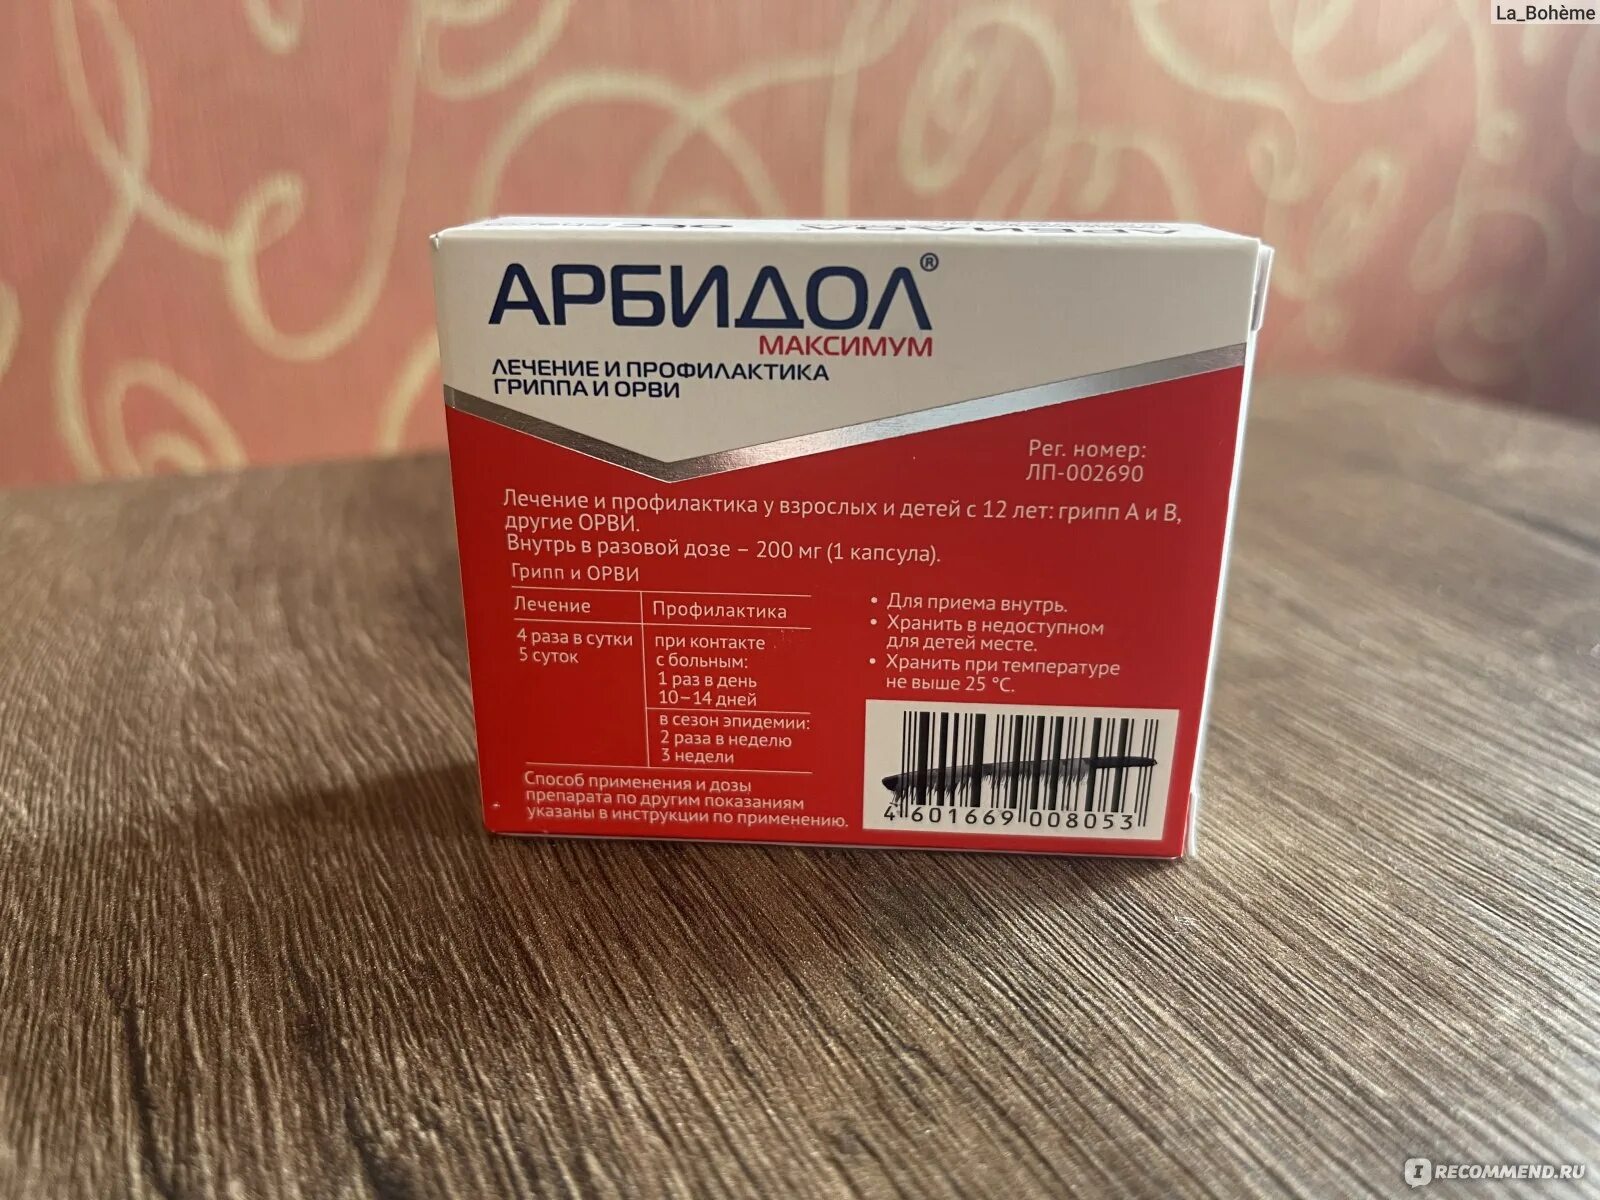 La_Bohème
АРБИДОЛ®
МАКСИМУМ
ЛЕЧЕНИЕ И ПРОФИЛАКТИКА
ГРИППА И ОРВИ
Рег. номер:
ЛП-002690
Лечение и профилактика у взрослых и детей с 12 лет: грипп А и В,
другие ОРВИ.
Внутрь в разовой дозе – 200 мг (1 капсула).
Грипп и ОРВИ
Лечение
Профилактика
4 раза в сутки
5 суток
при контакте
с больным:
1 раз в день
10–14 дней
в сезон эпидемии:
2 раза в неделю
3 недели
Способ применения и дозы
препарата по другим показаниям
указаны в инструкции по применению.
• Для приема внутрь.
• Хранить в недоступном
для детей месте.
• Хранить при температуре
не выше 25 °С.
4 601669 008053
IRECOMMEND.RU